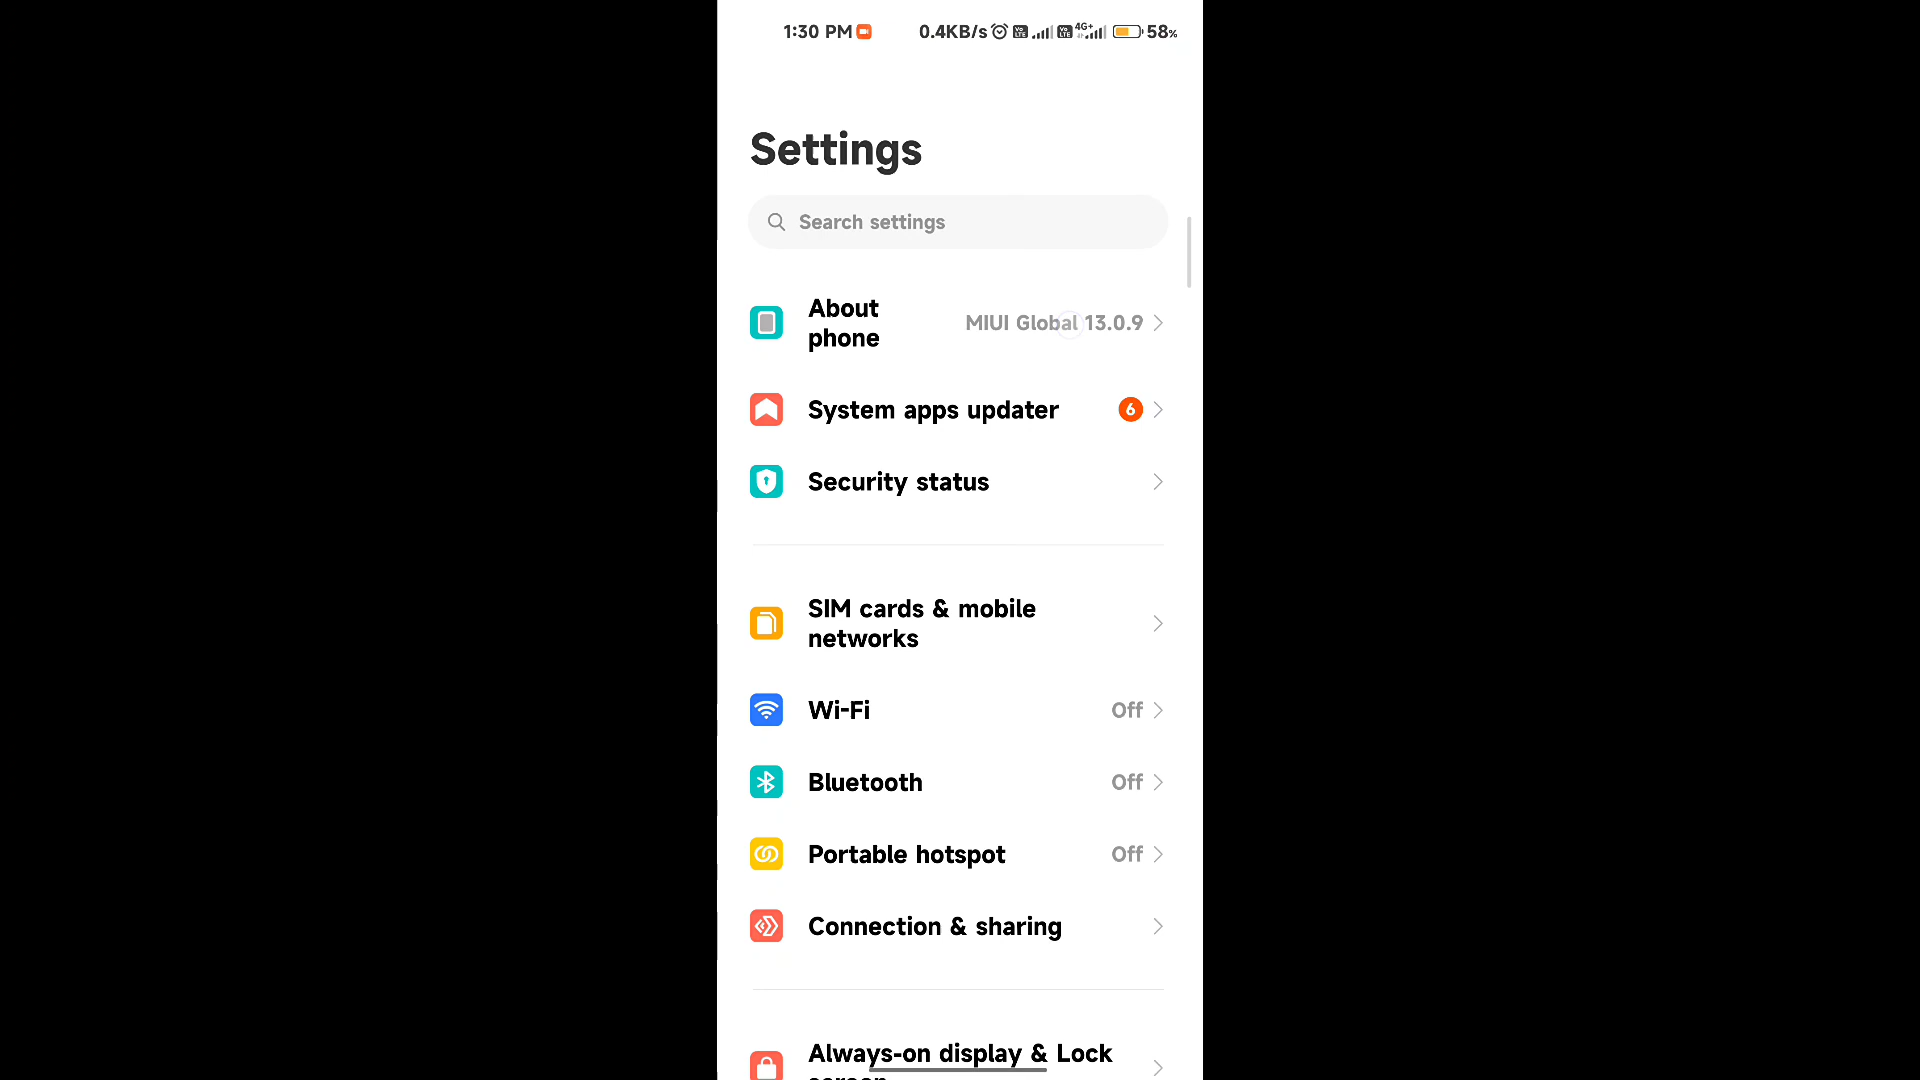 1:30 PM 0.4KB/s 4G+ 58%
Settings
Search settings
About
phone
MIUI Global 13.0.9
System apps updater 6
Security status
SIM cards & mobile
networks
Wi-Fi Off
Bluetooth Off
Portable hotspot Off
Connection & sharing
Always-on display & Lock